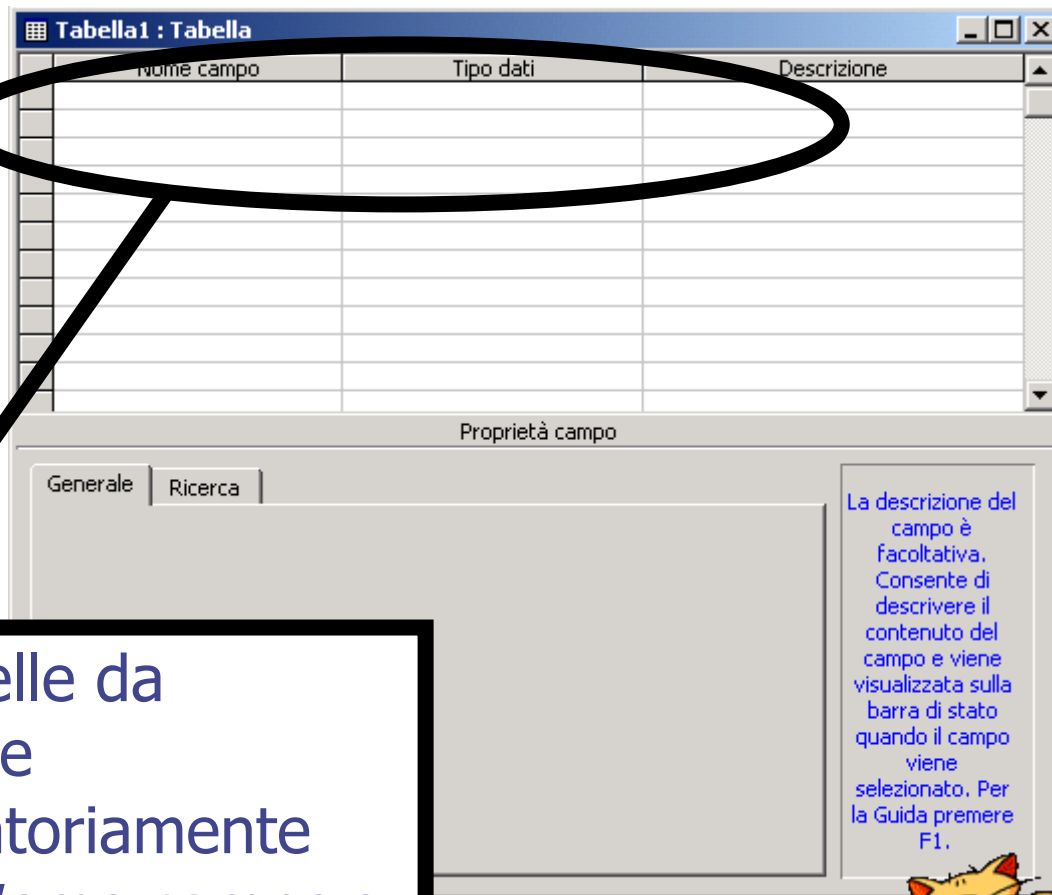 Tabella1 : Tabella
Nome campo Tipo dati Descrizione
Proprietà campo
Generale Ricerca
La descrizione del
campo è
facoltativa.
Consente di
descrivere il
contenuto del
campo e viene
visualizzata sulla
barra di stato
quando il campo
viene
selezionato. Per
la Guida premere
F1.
elle da
e
atoriamente